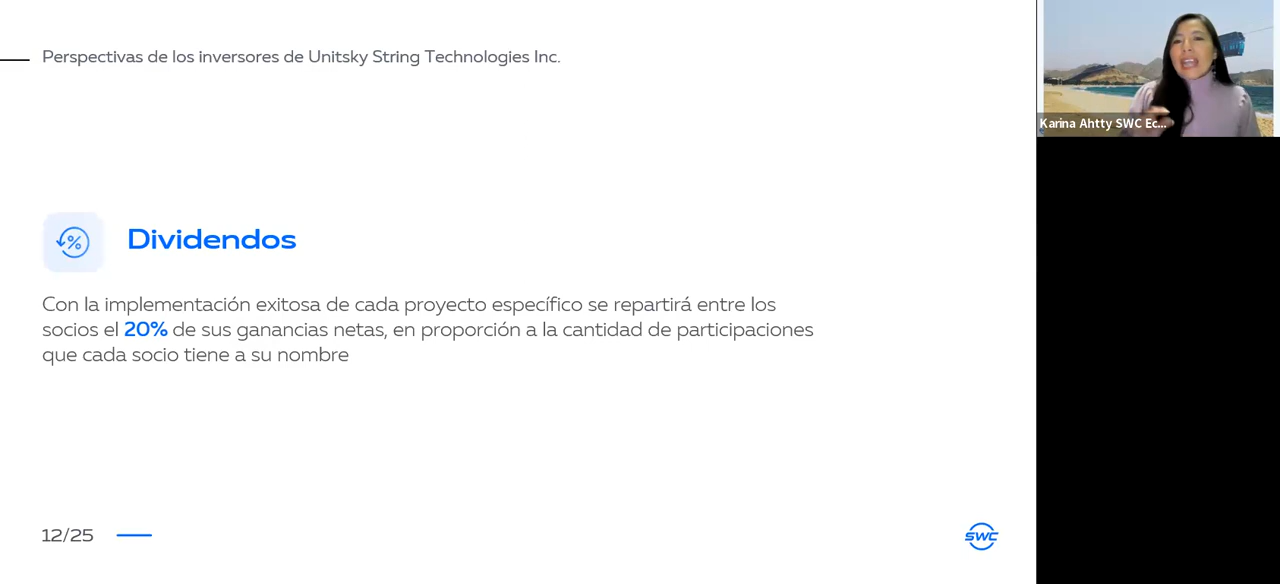 Perspectivas de los inversores de Unitsky String Technologies Inc.
Dividendos
Con la implementación exitosa de cada proyecto específico se repartirá entre los
socios el 20% de sus ganancias netas, en proporción a la cantidad de participaciones
que cada socio tiene a su nombre
12/25
SWC
Karina Ahtty SWC Ec...